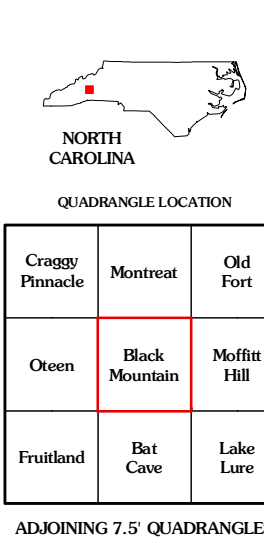 NORTH
CAROLINA
QUADRANGLE LOCATION
Craggy
Pinnacle
Montreat
Old
Fort
Oteen
Black
Mountain
Moffitt
Hill
Fruitland
Bat
Cave
Lake
Lure
ADJOINING 7.5' QUADRANGLE